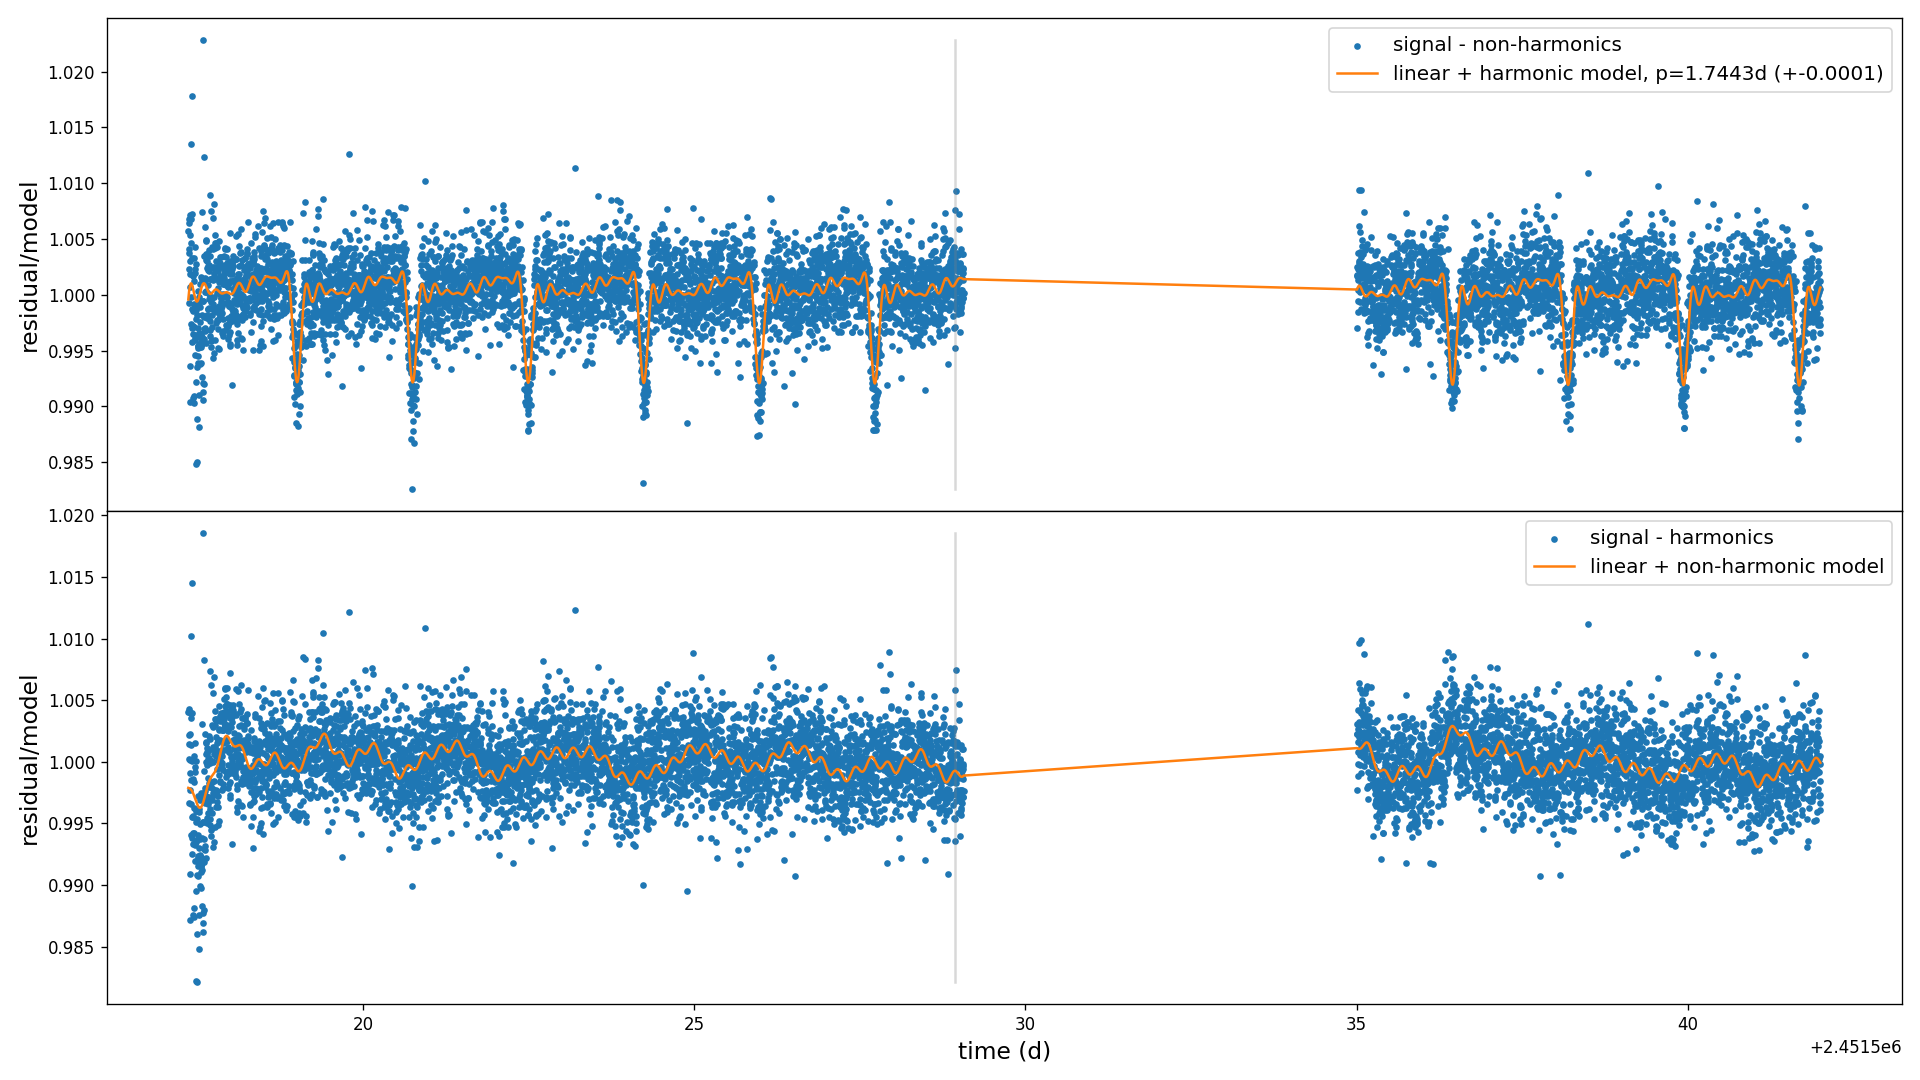 signal - non-harmonics
linear + harmonic model, p=1.7443d (+-0.0001)
1.020
1.015
1.010
1.005
1.000
0.995
0.990
0.985
residual/model
signal - harmonics
linear + non-harmonic model
1.020
1.015
1.010
1.005
1.000
0.995
0.990
0.985
residual/model
20
25
30
35
40
time (d)
+2.4515e6